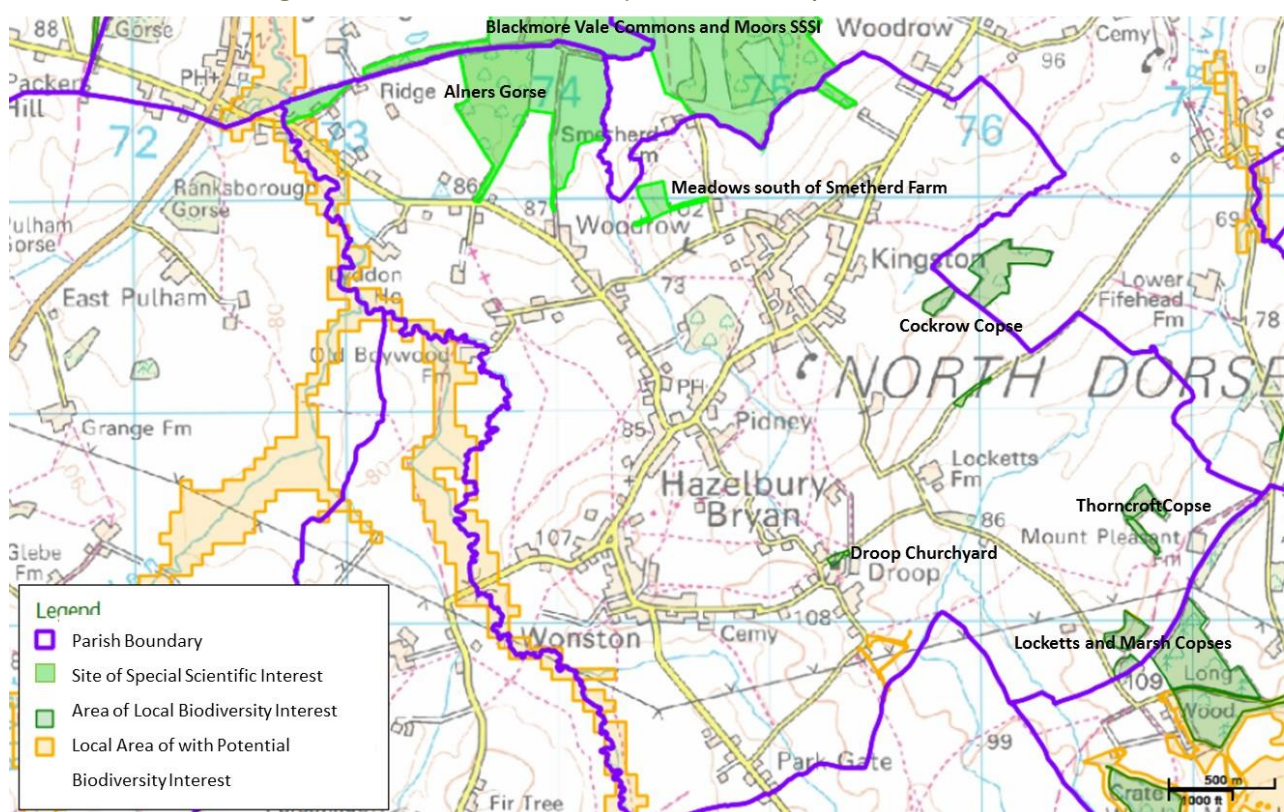 Blackmore Vale Commons and Moors SSSI
Woodrow
Cemy
88
Gorse
71
96
PH
Ridge
Alners Gorse
74
75
77
Hill
72
73
76
Smetherd
Ranksborough
Gorse
86
87
Meadows south of Smetherd Farm
62
69
Woodrow
Kingston
Lyddon
Lower
Fifehead
Fm
East Pulham
80
73
Cockrow Copse
78
Old Boywood
Fm
NORTH DORSE
PH
Pidney
Grange Fm
85
80
Locketts
Fm
Hazelbury
Bryan
ThorncroftCopse
86
Mount Pleasant
Fm
107
Glebe
Fm
Droop Churchyard
Droop
108
Wonston
Cemy
Locketts and Marsh Copses
109
Long
Wood
99
Park Gate
Fir Tree
500 m
1000 ft
Legend
Parish Boundary
Site of Special Scientific Interest
Area of Local Biodiversity Interest
Local Area of with Potential
Biodiversity Interest